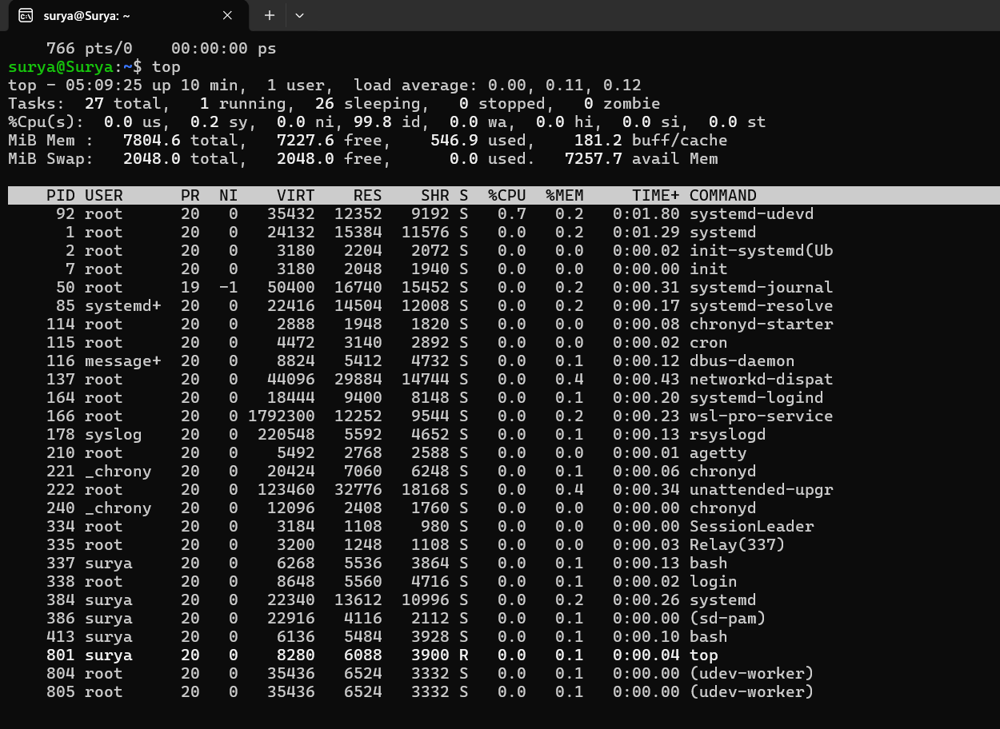 surya@Surya: ~
    766 pts/0    00:00:00 ps
surya@Surya:~$ top
top - 05:09:25 up 10 min,  1 user,  load average: 0.00, 0.11, 0.12
Tasks:  27 total,   1 running,  26 sleeping,   0 stopped,   0 zombie
%Cpu(s):  0.0 us,  0.2 sy,  0.0 ni, 99.8 id,  0.0 wa,  0.0 hi,  0.0 si,  0.0 st
MiB Mem :   7804.6 total,   7227.6 free,    546.9 used,    181.2 buff/cache
MiB Swap:   2048.0 total,   2048.0 free,      0.0 used.   7257.7 avail Mem
    PID USER      PR  NI    VIRT    RES    SHR S  %CPU  %MEM     TIME+ COMMAND
     92 root      20   0   35432  12352   9192 S   0.7   0.2   0:01.80 systemd-udevd
      1 root      20   0   24132  15384  11576 S   0.0   0.2   0:01.29 systemd
      2 root      20   0    3180   2204   2072 S   0.0   0.0   0:00.02 init-systemd(Ub
      7 root      20   0    3180   2048   1940 S   0.0   0.0   0:00.00 init
     50 root      19  -1   50400  16740  15452 S   0.0   0.2   0:00.31 systemd-journal
     85 systemd+  20   0   22416  14504  12008 S   0.0   0.2   0:00.17 systemd-resolve
    114 root      20   0    2888   1948   1820 S   0.0   0.0   0:00.08 chronyd-starter
    115 root      20   0    4472   3140   2892 S   0.0   0.0   0:00.02 cron
    116 message+  20   0    8824   5412   4732 S   0.0   0.1   0:00.12 dbus-daemon
    137 root      20   0   44096  29884  14744 S   0.0   0.4   0:00.43 networkd-dispat
    164 root      20   0   18444   9400   8148 S   0.0   0.1   0:00.20 systemd-logind
    166 root      20   0 1792300  12252   9544 S   0.0   0.2   0:00.23 wsl-pro-service
    178 syslog    20   0  220548   5592   4652 S   0.0   0.1   0:00.13 rsyslogd
    210 root      20   0    5492   2768   2588 S   0.0   0.0   0:00.01 agetty
    221 _chrony   20   0   20424   7060   6248 S   0.0   0.1   0:00.06 chronyd
    222 root      20   0  123460  32776  18168 S   0.0   0.4   0:00.34 unattended-upgr
    240 _chrony   20   0   12096   2408   1760 S   0.0   0.0   0:00.00 chronyd
    334 root      20   0    3184   1108    980 S   0.0   0.0   0:00.00 SessionLeader
    335 root      20   0    3200   1248   1108 S   0.0   0.0   0:00.03 Relay(337)
    337 surya     20   0    6268   5536   3864 S   0.0   0.1   0:00.13 bash
    338 root      20   0    8648   5560   4716 S   0.0   0.1   0:00.02 login
    384 surya     20   0   22340  13612  10996 S   0.0   0.2   0:00.26 systemd
    386 surya     20   0   22916   4116   2112 S   0.0   0.1   0:00.00 (sd-pam)
    413 surya     20   0    6136   5484   3928 S   0.0   0.1   0:00.10 bash
    801 surya     20   0    8280   6088   3900 R   0.0   0.1   0:00.04 top
    804 root      20   0   35436   6524   3332 S   0.0   0.1   0:00.00 (udev-worker)
    805 root      20   0   35436   6524   3332 S   0.0   0.1   0:00.00 (udev-worker)